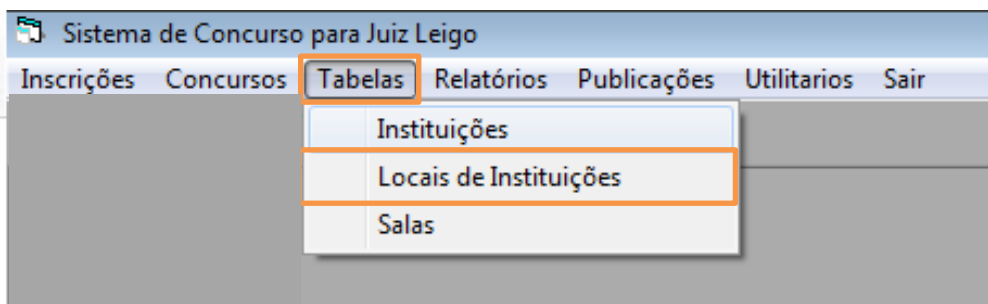 Sistema de Concurso para Juiz Leigo
Inscrições Concursos Tabelas Relatórios Publicações Utilitarios Sair
Instituições
Locais de Instituições
Salas